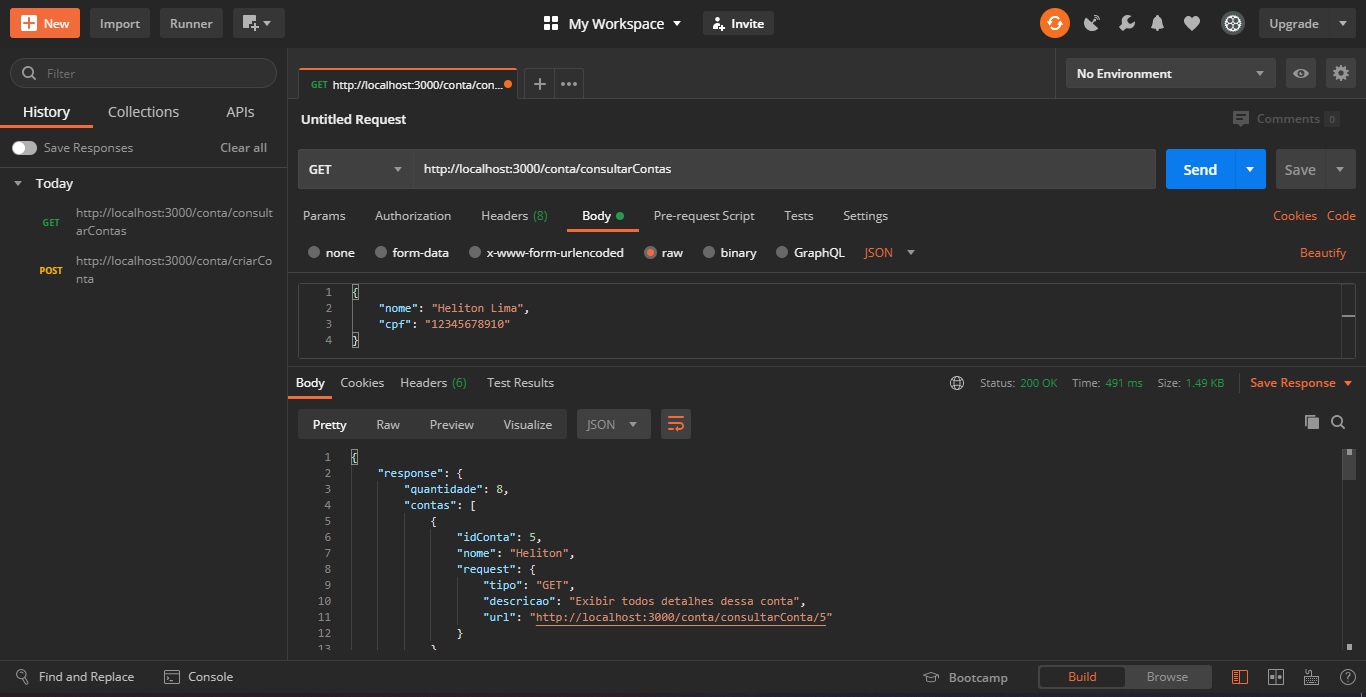 New Import Runner My Workspace Invite Upgrade
Filter
History Collections APIs
Save Responses Clear all
Today
GET http://localhost:3000/conta/consult
arContas
POST http://localhost:3000/conta/criarCo
nta
GET http://localhost:3000/conta/con... No Environment
Untitled Request Comments 0
GET http://localhost:3000/conta/consultarContas Send Save
Params Authorization Headers (8) Body Pre-request Script Tests Settings Cookies Code
none form-data x-www-form-urlencoded raw binary GraphQL JSON Beautify
1 {
2 "nome": "Heliton Lima",
3 "cpf": "12345678910"
4 }
Body Cookies Headers (6) Test Results Status: 200 OK Time: 491 ms Size: 1.49 KB Save Response
Pretty Raw Preview Visualize JSON
1 {
2 "response": {
3 "quantidade": 8,
4 "contas": [
5 {
6 "idConta": 5,
7 "nome": "Heliton",
8 "request": {
9 "tipo": "GET",
10 "descricao": "Exibir todos detalhes dessa conta",
11 "url": "http://localhost:3000/conta/consultarConta/5"
12 }
13 }
Find and Replace Console Bootcamp Build Browse